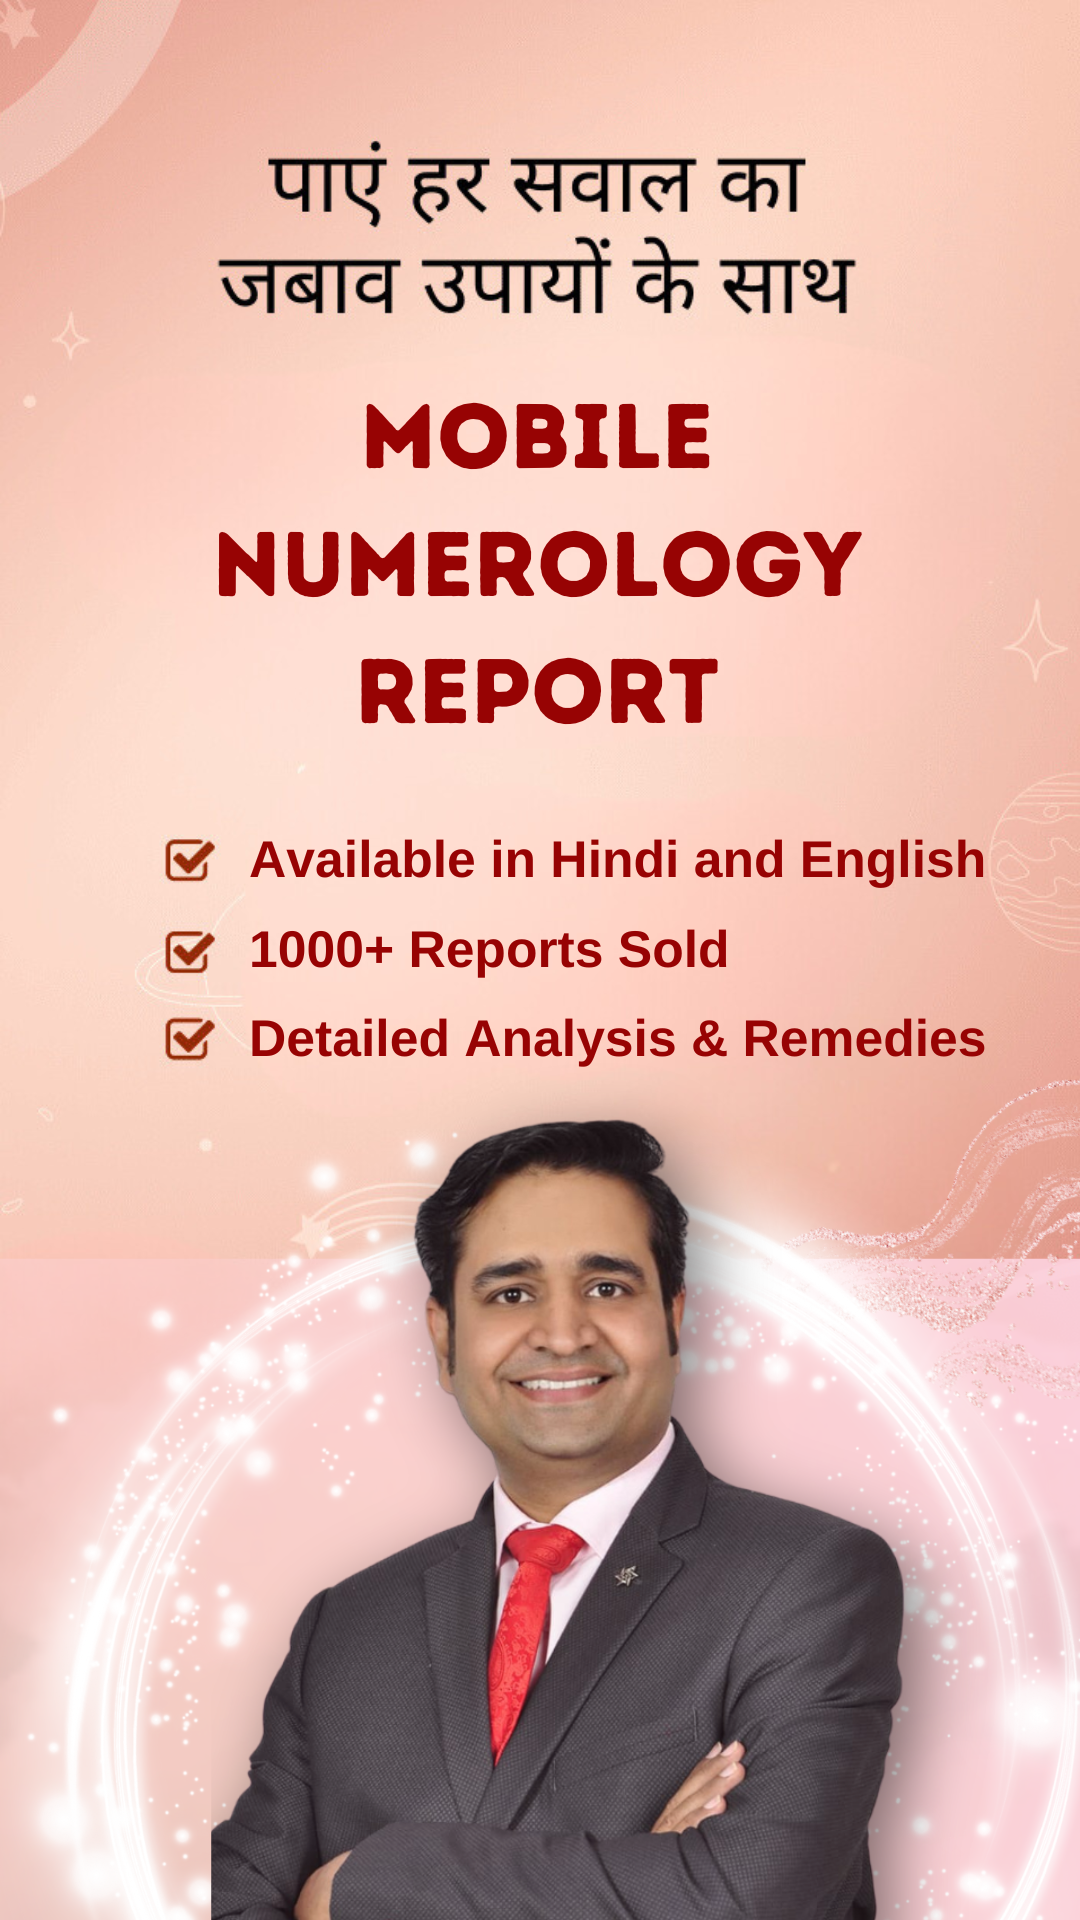 पाएं हर सवाल का
जबाव उपायों के साथ
MOBILE
NUMEROLOGY
REPORT
Available in Hindi and English
1000+ Reports Sold
Detailed Analysis & Remedies